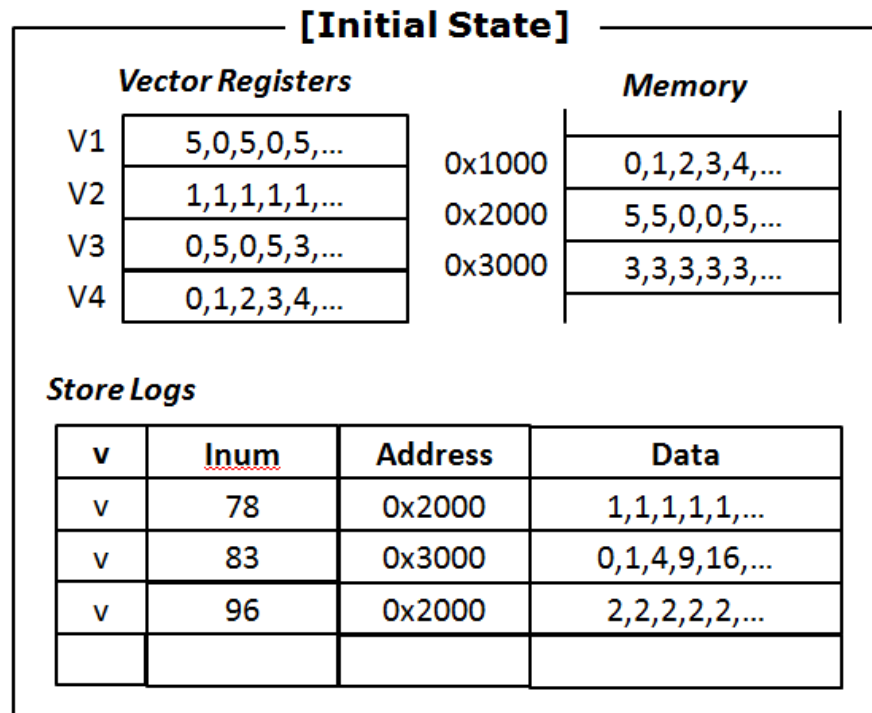 [Initial State]
Vector Registers
Memory
V1 5,0,5,0,5,...
V2 1,1,1,1,1,...
V3 0,5,0,5,3,...
V4 0,1,2,3,4,...
0x1000 0,1,2,3,4,...
0x2000 5,5,0,0,5,...
0x3000 3,3,3,3,3,...
Store Logs
v Inum Address Data
v 78 0x2000 1,1,1,1,1,...
v 83 0x3000 0,1,4,9,16,...
v 96 0x2000 2,2,2,2,2,...